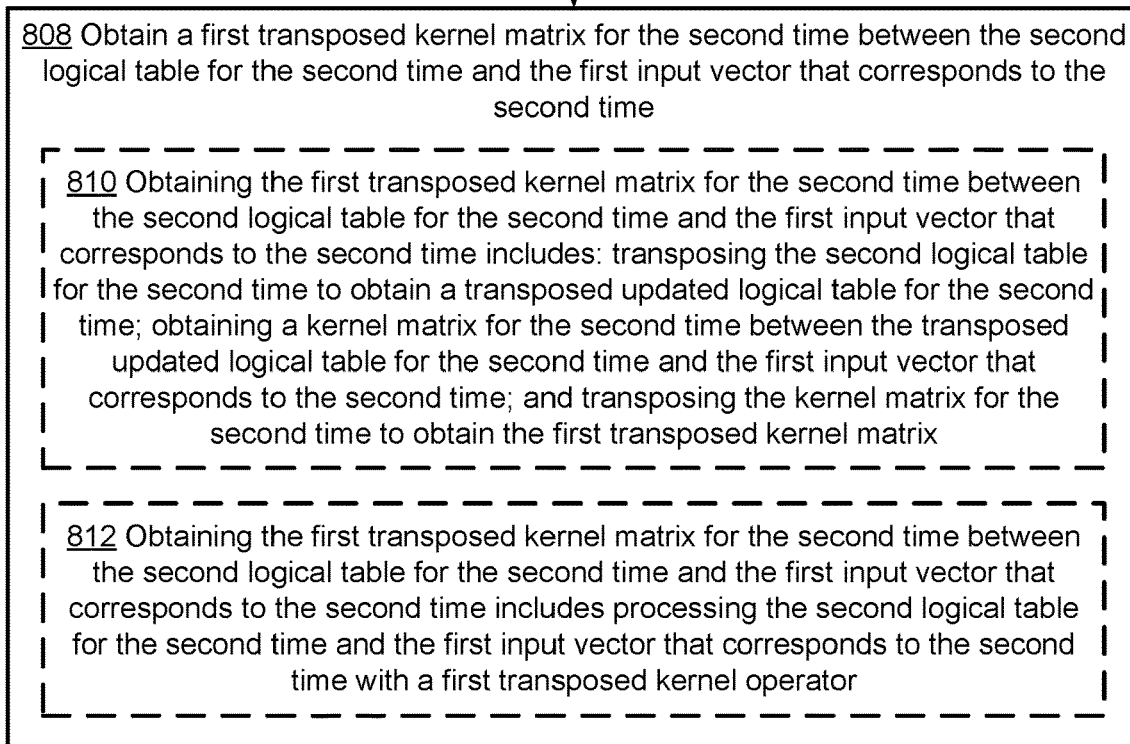 808 Obtain a first transposed kernel matrix for the second time between the second
logical table for the second time and the first input vector that corresponds to the
second time
810 Obtaining the first transposed kernel matrix for the second time between
the second logical table for the second time and the first input vector that
corresponds to the second time includes: transposing the second logical table
for the second time to obtain a transposed updated logical table for the second
time; obtaining a kernel matrix for the second time between the transposed
updated logical table for the second time and the first input vector that
corresponds to the second time; and transposing the kernel matrix for the
second time to obtain the first transposed kernel matrix
812 Obtaining the first transposed kernel matrix for the second time between
the second logical table for the second time and the first input vector that
corresponds to the second time includes processing the second logical table
for the second time and the first input vector that corresponds to the second
time with a first transposed kernel operator